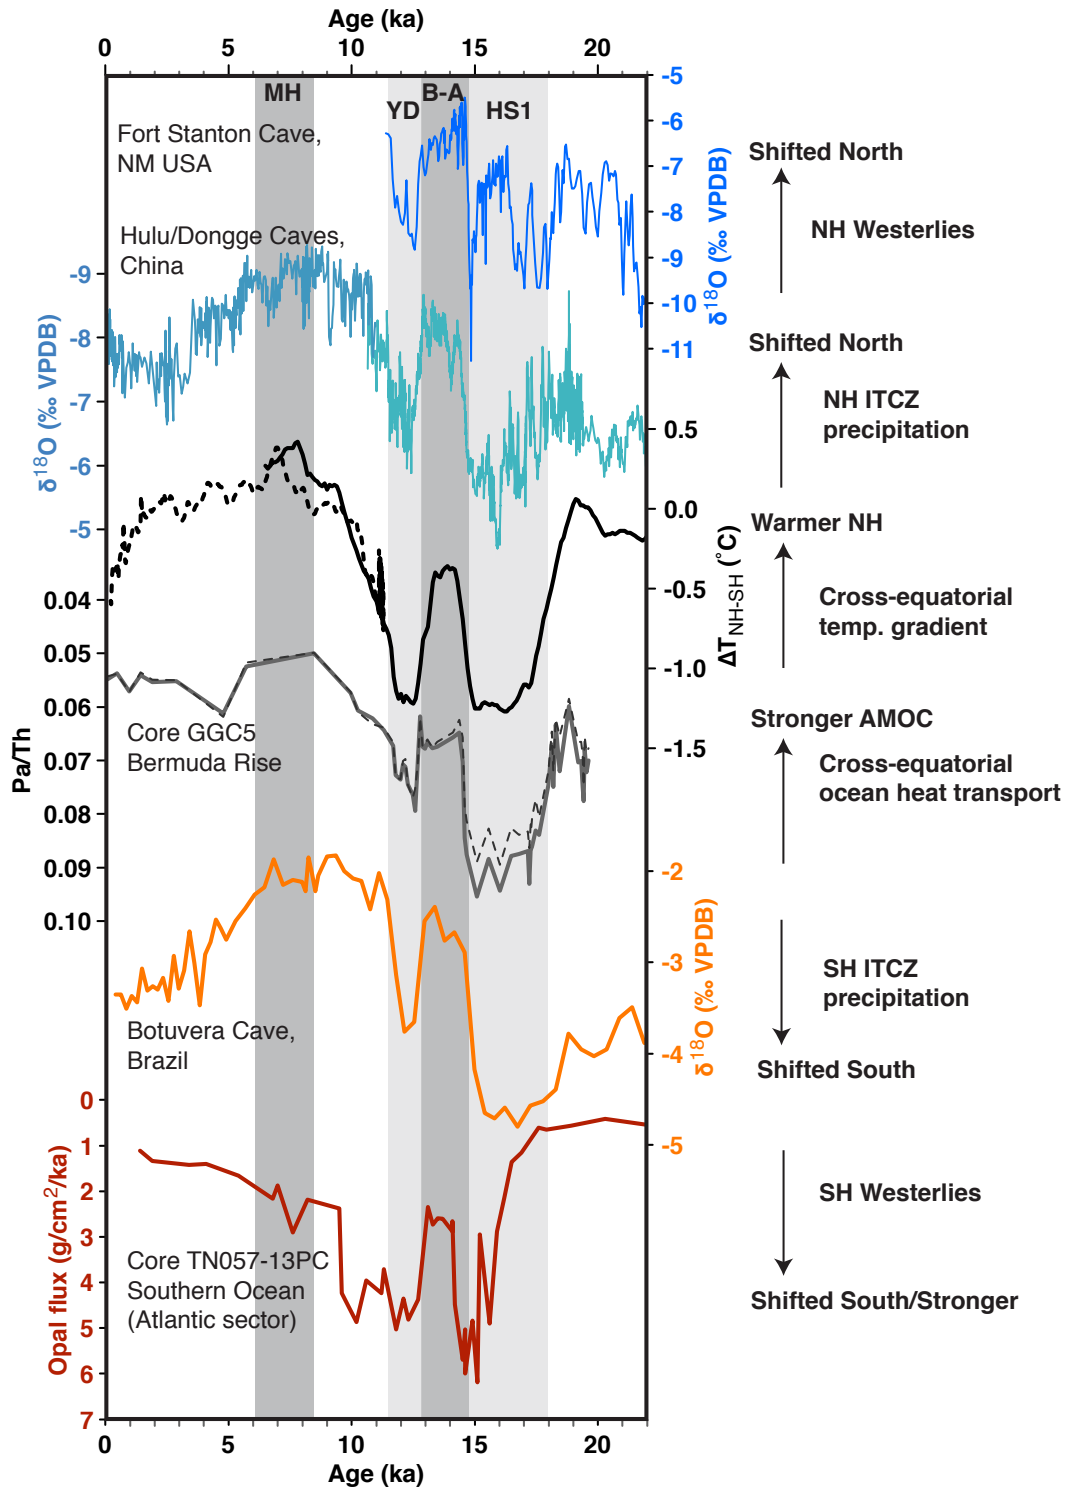 Age (ka)
0 5 10 15 20
MH
YD
B-A
HS1
Fort Stanton Cave,
NM USA
-5
-6
-7
-8
-9
-10
-11
δ18O (‰ VPDB)
Shifted North
NH Westerlies
Hulu/Dongge Caves,
China
-9
-8
-7
-6
-5
δ18O (‰ VPDB)
Shifted North
NH ITCZ
precipitation
0.5
0.0
-0.5
-1.0
-1.5
ΔTNH-SH (˚C)
Warmer NH
Cross-equatorial
temp. gradient
0.04
0.05
0.06
0.07
0.08
0.09
0.10
Pa/Th
Core GGC5
Bermuda Rise
Stronger AMOC
Cross-equatorial
ocean heat transport
-2
-3
-4
-5
δ18O (‰ VPDB)
Botuvera Cave,
Brazil
SH ITCZ
precipitation
Shifted South
0
1
2
3
4
5
6
7
Opal flux (g/cm2/ka)
Core TN057-13PC
Southern Ocean
(Atlantic sector)
SH Westerlies
Shifted South/Stronger
0 5 10 15 20
Age (ka)